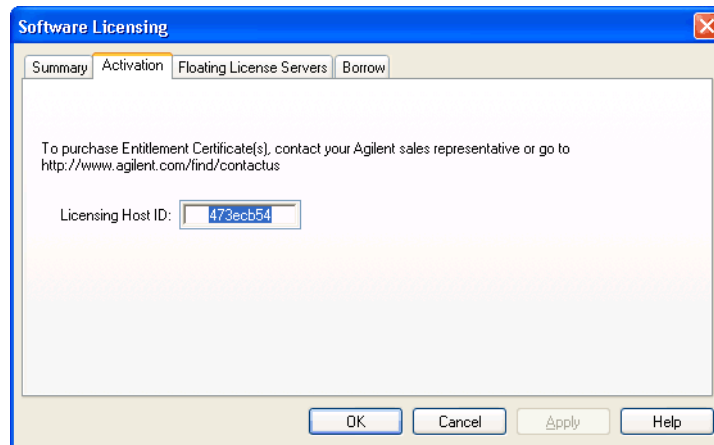 Software Licensing
Summary Activation Floating License Servers Borrow
To purchase Entitlement Certificate(s), contact your Agilent sales representative or go to
http://www.agilent.com/find/contactus
Licensing Host ID: 473ecb54
OK Cancel Apply Help